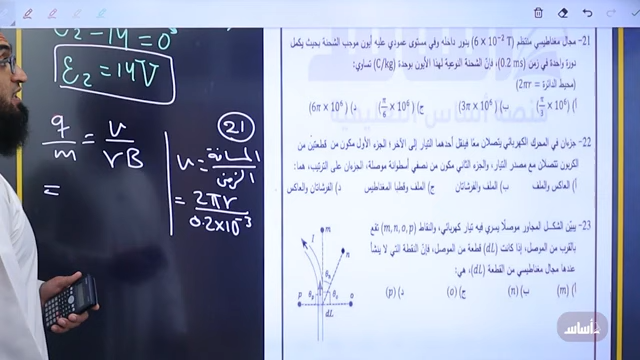 ε₂ - 14 = 0
ε₂ = 14V
q/m = v/rB
=
21
v = المسافة/الزمن
= 2πr/0.2×10⁻³
21- مجال مغناطيسي منتظم (6 × 10⁻² T) يدور داخله وفي مستوى عمودي عليه أيون موجب الشحنة بحيث يكمل
دورة واحدة في زمن (0.2 ms)، فإنّ الشحنة النوعية لهذا الأيون بوحدة (C/kg) تساوي:
(محيط الدائرة = 2πr)
أ) (π/3 × 10⁶) ب) (3π × 10⁶) ج) (π/6 × 10⁶) د) (6π × 10⁶)
22- جزءان في المحرك الكهربائي يتصلان معًا فينقل أحدهما التيار إلى الآخر؛ الجزء الأول مكون من قطعتين من
الكربون تتصلان مع مصدر التيار، والجزء الثاني مكون من نصفي أسطوانة موصلة، الجزءان على الترتيب، هما:
أ) العاكس والملف ب) الملف والفرشاتان ج) الملف وقطبا المغناطيس د) الفرشاتان والعاكس
23- يبيّن الشكل المجاور موصلًا يسري فيه تيار كهربائي، والنقاط (m, n, o, p) تقع
بالقرب من الموصل، إذا كانت (dL) قطعة من الموصل، فإنّ النقطة التي لا ينشأ
عندها مجال مغناطيسي من القطعة (dL)، هي:
أ) (m) ب) (n) ج) (o) د) (p)
m
I
n
p
o
dL
أساس